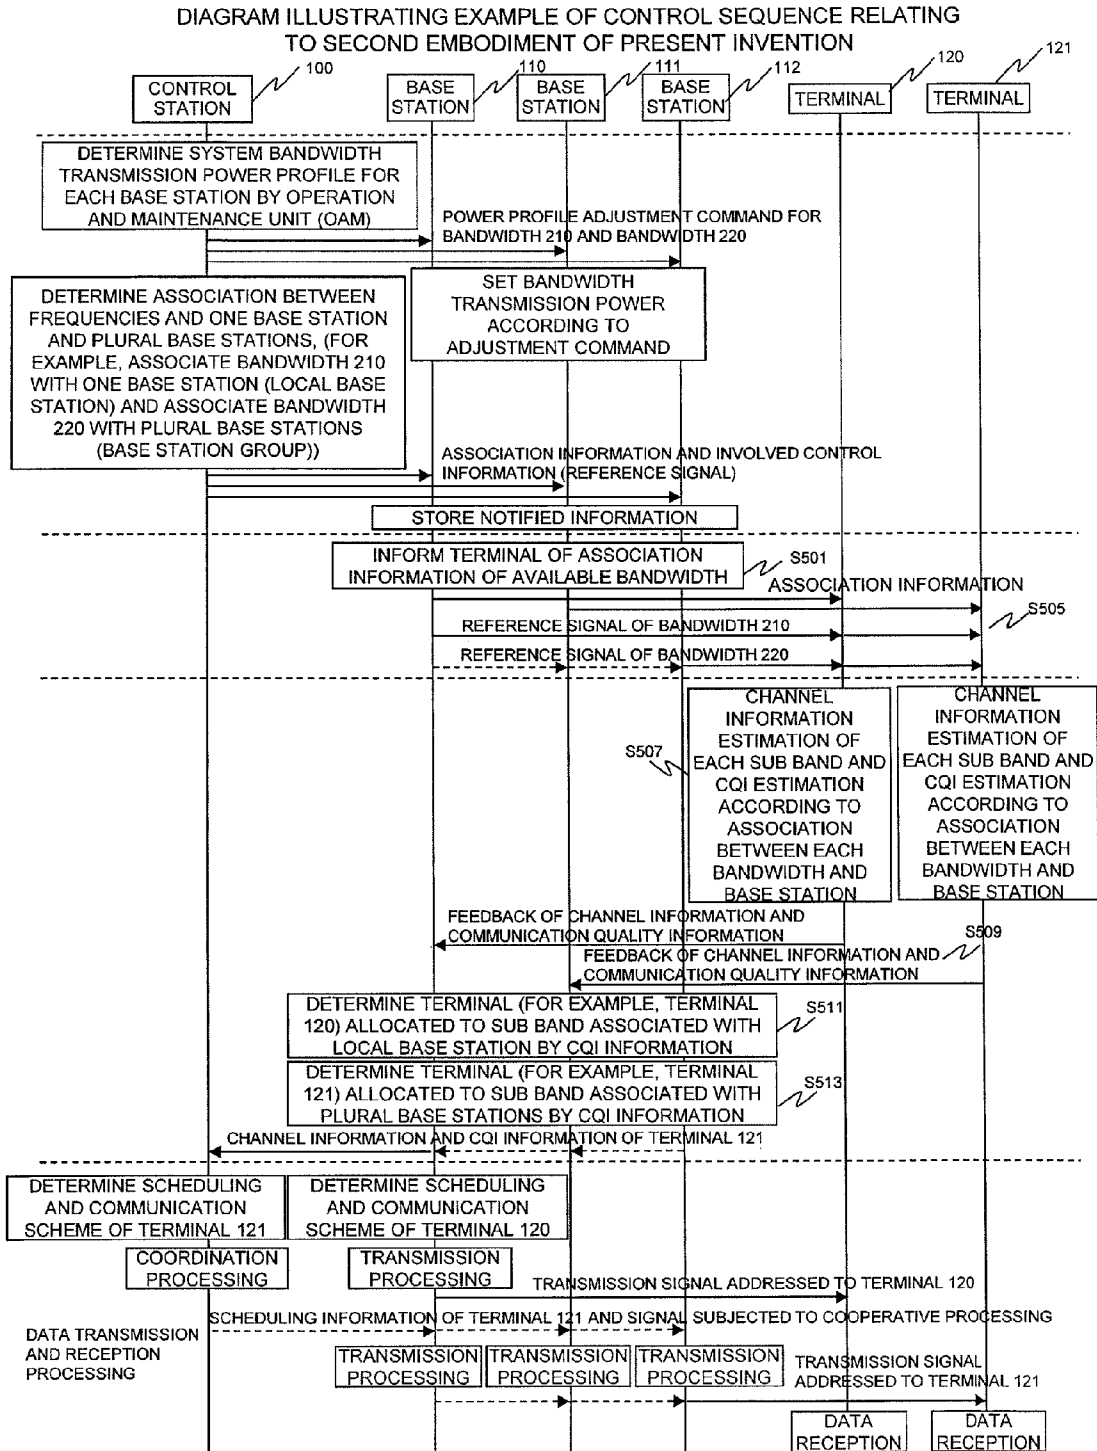 DIAGRAM ILLUSTRATING EXAMPLE OF CONTROL SEQUENCE RELATING
TO SECOND EMBODIMENT OF PRESENT INVENTION
100
110
111
112
120
121
CONTROL
STATION
BASE
STATION
BASE
STATION
BASE
STATION
TERMINAL
TERMINAL
DETERMINE SYSTEM BANDWIDTH
TRANSMISSION POWER PROFILE FOR
EACH BASE STATION BY OPERATION
AND MAINTENANCE UNIT (OAM)
POWER PROFILE ADJUSTMENT COMMAND FOR
BANDWIDTH 210 AND BANDWIDTH 220
SET BANDWIDTH
TRANSMISSION POWER
ACCORDING TO
ADJUSTMENT COMMAND
DETERMINE ASSOCIATION BETWEEN
FREQUENCIES AND ONE BASE STATION
AND PLURAL BASE STATIONS, (FOR
EXAMPLE, ASSOCIATE BANDWIDTH 210
WITH ONE BASE STATION (LOCAL BASE
STATION) AND ASSOCIATE BANDWIDTH
220 WITH PLURAL BASE STATIONS
(BASE STATION GROUP))
ASSOCIATION INFORMATION AND INVOLVED CONTROL
INFORMATION (REFERENCE SIGNAL)
STORE NOTIFIED INFORMATION
INFORM TERMINAL OF ASSOCIATION
INFORMATION OF AVAILABLE BANDWIDTH
S501
ASSOCIATION INFORMATION
REFERENCE SIGNAL OF BANDWIDTH 210
S505
REFERENCE SIGNAL OF BANDWIDTH 220
S507
CHANNEL
INFORMATION
ESTIMATION OF
EACH SUB BAND AND
CQI ESTIMATION
ACCORDING TO
ASSOCIATION
BETWEEN EACH
BANDWIDTH AND
BASE STATION
CHANNEL
INFORMATION
ESTIMATION OF
EACH SUB BAND AND
CQI ESTIMATION
ACCORDING TO
ASSOCIATION
BETWEEN EACH
BANDWIDTH AND
BASE STATION
FEEDBACK OF CHANNEL INFORMATION AND
COMMUNICATION QUALITY INFORMATION
S509
FEEDBACK OF CHANNEL INFORMATION AND
COMMUNICATION QUALITY INFORMATION
DETERMINE TERMINAL (FOR EXAMPLE, TERMINAL
120) ALLOCATED TO SUB BAND ASSOCIATED WITH
LOCAL BASE STATION BY CQI INFORMATION
S511
DETERMINE TERMINAL (FOR EXAMPLE, TERMINAL
121) ALLOCATED TO SUB BAND ASSOCIATED WITH
PLURAL BASE STATIONS BY CQI INFORMATION
S513
CHANNEL INFORMATION AND CQI INFORMATION OF TERMINAL 121
DETERMINE SCHEDULING
AND COMMUNICATION
SCHEME OF TERMINAL 121
DETERMINE SCHEDULING
AND COMMUNICATION
SCHEME OF TERMINAL 120
COORDINATION
PROCESSING
TRANSMISSION
PROCESSING
TRANSMISSION SIGNAL ADDRESSED TO TERMINAL 120
SCHEDULING INFORMATION OF TERMINAL 121 AND SIGNAL SUBJECTED TO COOPERATIVE PROCESSING
DATA TRANSMISSION
AND RECEPTION
PROCESSING
TRANSMISSION
PROCESSING
TRANSMISSION
PROCESSING
TRANSMISSION
PROCESSING
TRANSMISSION SIGNAL
ADDRESSED TO TERMINAL 121
DATA
RECEPTION
DATA
RECEPTION